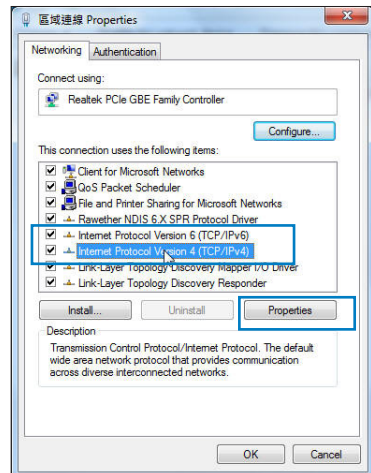 區域連線 Properties
Networking Authentication
Connect using:
Realtek PCIe GBE Family Controller
Configure...
This connection uses the following items:
Client for Microsoft Networks
QoS Packet Scheduler
File and Printer Sharing for Microsoft Networks
Rawether NDIS 6.X SPR Protocol Driver
Internet Protocol Version 6 (TCP/IPv6)
Internet Protocol Version 4 (TCP/IPv4)
Link-Layer Topology Discovery Mapper I/O Driver
Link-Layer Topology Discovery Responder
Install... Uninstall Properties
Description
Transmission Control Protocol/Internet Protocol. The default
wide area network protocol that provides communication
across diverse interconnected networks.
OK Cancel